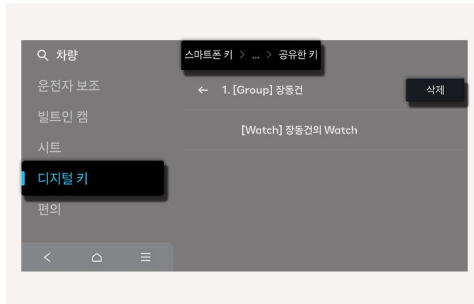 차량
스마트폰 키 > ... > 공유한 키
운전자 보조
← 1. [Group] 장동건
삭제
빌트인 캠
[Watch] 장동건의 Watch
시트
디지털 키
편의